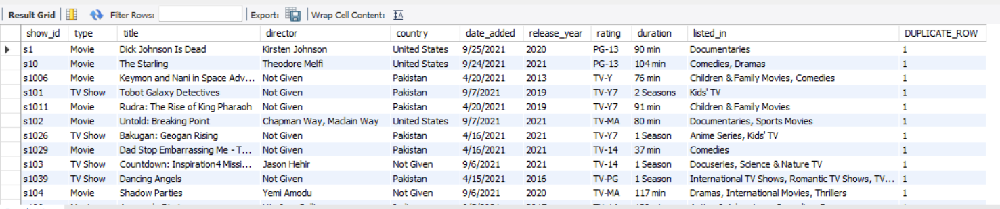 Result Grid Filter Rows: Export: Wrap Cell Content:
show_id type title director country date_added release_year rating duration listed_in DUPLICATE_ROW
s1 Movie Dick Johnson Is Dead Kirsten Johnson United States 9/25/2021 2020 PG-13 90 min Documentaries 1
s10 Movie The Starling Theodore Melfi United States 9/24/2021 2021 PG-13 104 min Comedies, Dramas 1
s1006 Movie Keymon and Nani in Space Adv... Not Given Pakistan 4/20/2021 2013 TV-Y 76 min Children & Family Movies, Comedies 1
s101 TV Show Tobot Galaxy Detectives Not Given Pakistan 9/7/2021 2019 TV-Y7 2 Seasons Kids' TV 1
s1011 Movie Rudra: The Rise of King Pharaoh Not Given Pakistan 4/20/2021 2019 TV-Y7 91 min Children & Family Movies 1
s102 Movie Untold: Breaking Point Chapman Way, Maclain Way United States 9/7/2021 2021 TV-MA 80 min Documentaries, Sports Movies 1
s1026 TV Show Bakugan: Geogan Rising Not Given Pakistan 4/16/2021 2021 TV-Y7 1 Season Anime Series, Kids' TV 1
s1029 Movie Dad Stop Embarrassing Me - T... Not Given Pakistan 4/16/2021 2021 TV-14 37 min Comedies 1
s103 TV Show Countdown: Inspiration4 Missi... Jason Hehir Not Given 9/6/2021 2021 TV-14 1 Season Docuseries, Science & Nature TV 1
s1039 TV Show Dancing Angels Not Given Pakistan 4/15/2021 2016 TV-PG 1 Season International TV Shows, Romantic TV Shows, TV... 1
s104 Movie Shadow Parties Yemi Amodu Not Given 9/6/2021 2020 TV-MA 117 min Dramas, International Movies, Thrillers 1